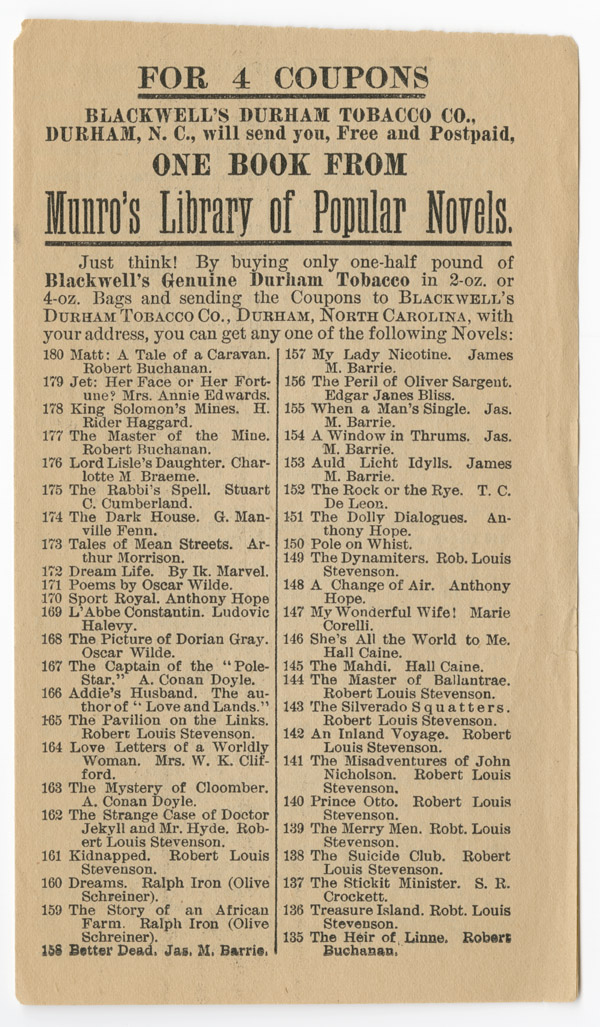 FOR 4 COUPONS
BLACKWELL'S DURHAM TOBACCO CO.,
DURHAM, N. C., will send you, Free and Postpaid,
ONE BOOK FROM
Munro's Library of Popular Novels.
Just think! By buying only one-half pound of
Blackwell's Genuine Durham Tobacco in 2-oz. or
4-oz. Bags and sending the Coupons to BLACKWELL'S
DURHAM TOBACCO CO., DURHAM, NORTH CAROLINA, with
your address, you can get any one of the following Novels:
180 Matt: A Tale of a Caravan.
Robert Buchanan.
179 Jet: Her Face or Her Fort-
une? Mrs. Annie Edwards.
178 King Solomon's Mines. H.
Rider Haggard.
177 The Master of the Mine.
Robert Buchanan.
176 Lord Lisle's Daughter. Char-
lotte M. Braeme.
175 The Rabbi's Spell. Stuart
C. Cumberland.
174 The Dark House. G. Man-
ville Fenn.
173 Tales of Mean Streets. Ar-
thur Morrison.
172 Dream Life. By Ik. Marvel.
171 Poems by Oscar Wilde.
170 Sport Royal. Anthony Hope
169 L'Abbe Constantin. Ludovic
Halevy.
168 The Picture of Dorian Gray.
Oscar Wilde.
167 The Captain of the "Pole-
Star." A. Conan Doyle.
166 Addie's Husband. The au-
thor of "Love and Lands."
165 The Pavilion on the Links.
Robert Louis Stevenson.
164 Love Letters of a Worldly
Woman. Mrs. W. K. Clif-
ford.
163 The Mystery of Cloomber.
A. Conan Doyle.
162 The Strange Case of Doctor
Jekyll and Mr. Hyde. Rob-
ert Louis Stevenson.
161 Kidnapped. Robert Louis
Stevenson.
160 Dreams. Ralph Iron (Olive
Schreiner).
159 The Story of an African
Farm. Ralph Iron (Olive
Schreiner).
158 Better Dead. Jas. M. Barrie.
157 My Lady Nicotine. James
M. Barrie.
156 The Peril of Oliver Sargent.
Edgar Janes Bliss.
155 When a Man's Single. Jas.
M. Barrie.
154 A Window in Thrums. Jas.
M. Barrie.
153 Auld Licht Idylls. James
M. Barrie.
152 The Rock or the Rye. T. C.
De Leon.
151 The Dolly Dialogues. An-
thony Hope.
150 Pole on Whist.
149 The Dynamiters. Rob. Louis
Stevenson.
148 A Change of Air. Anthony
Hope.
147 My Wonderful Wife! Marie
Corelli.
146 She's All the World to Me.
Hall Caine.
145 The Mahdi. Hall Caine.
144 The Master of Ballantrae.
Robert Louis Stevenson.
143 The Silverado Squatters.
Robert Louis Stevenson.
142 An Inland Voyage. Robert
Louis Stevenson.
141 The Misadventures of John
Nicholson. Robert Louis
Stevenson.
140 Prince Otto. Robert Louis
Stevenson.
139 The Merry Men. Robt. Louis
Stevenson.
138 The Suicide Club. Robert
Louis Stevenson.
137 The Stickit Minister. S. R.
Crockett.
136 Treasure Island. Robt. Louis
Stevenson.
135 The Heir of Linne. Robert
Buchanan.